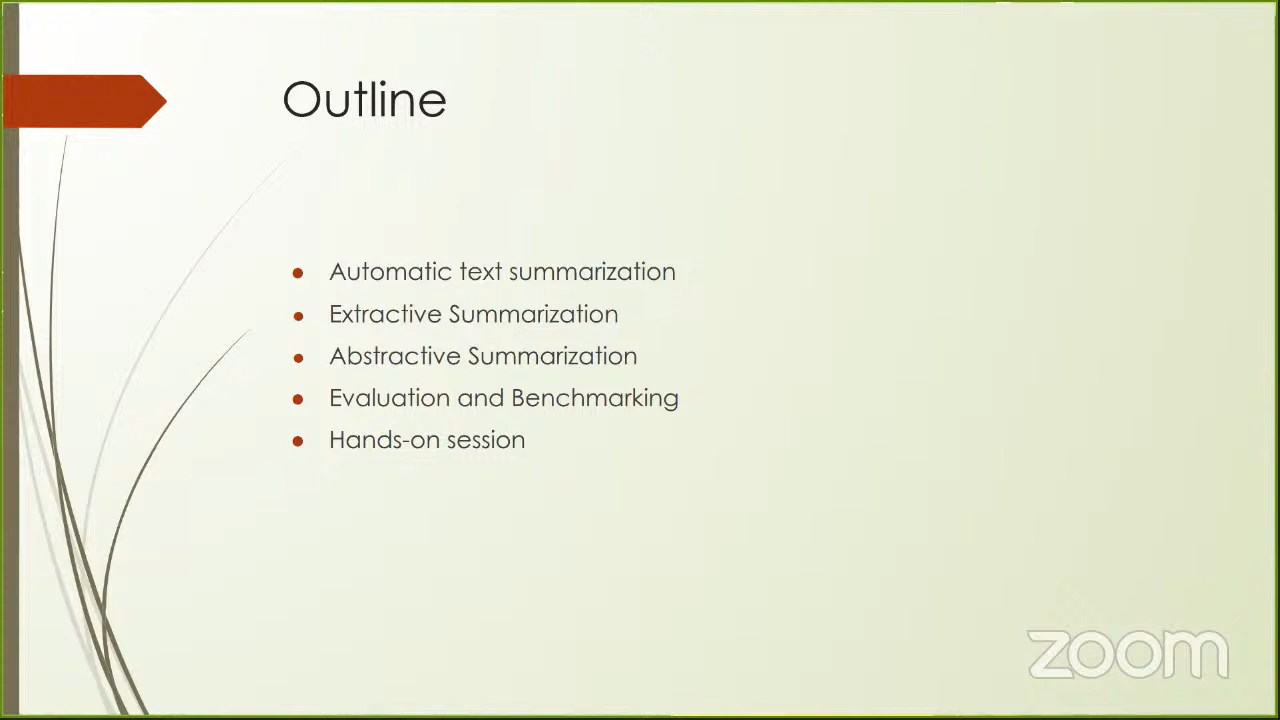 Outline
Automatic text summarization
Extractive Summarization
Abstractive Summarization
Evaluation and Benchmarking
Hands-on session
zoom